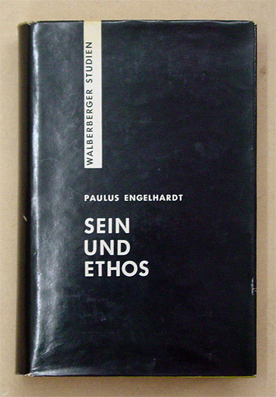 WALBERBERGER STUDIEN
PAULUS ENGELHARDT
SEIN
UND
ETHOS